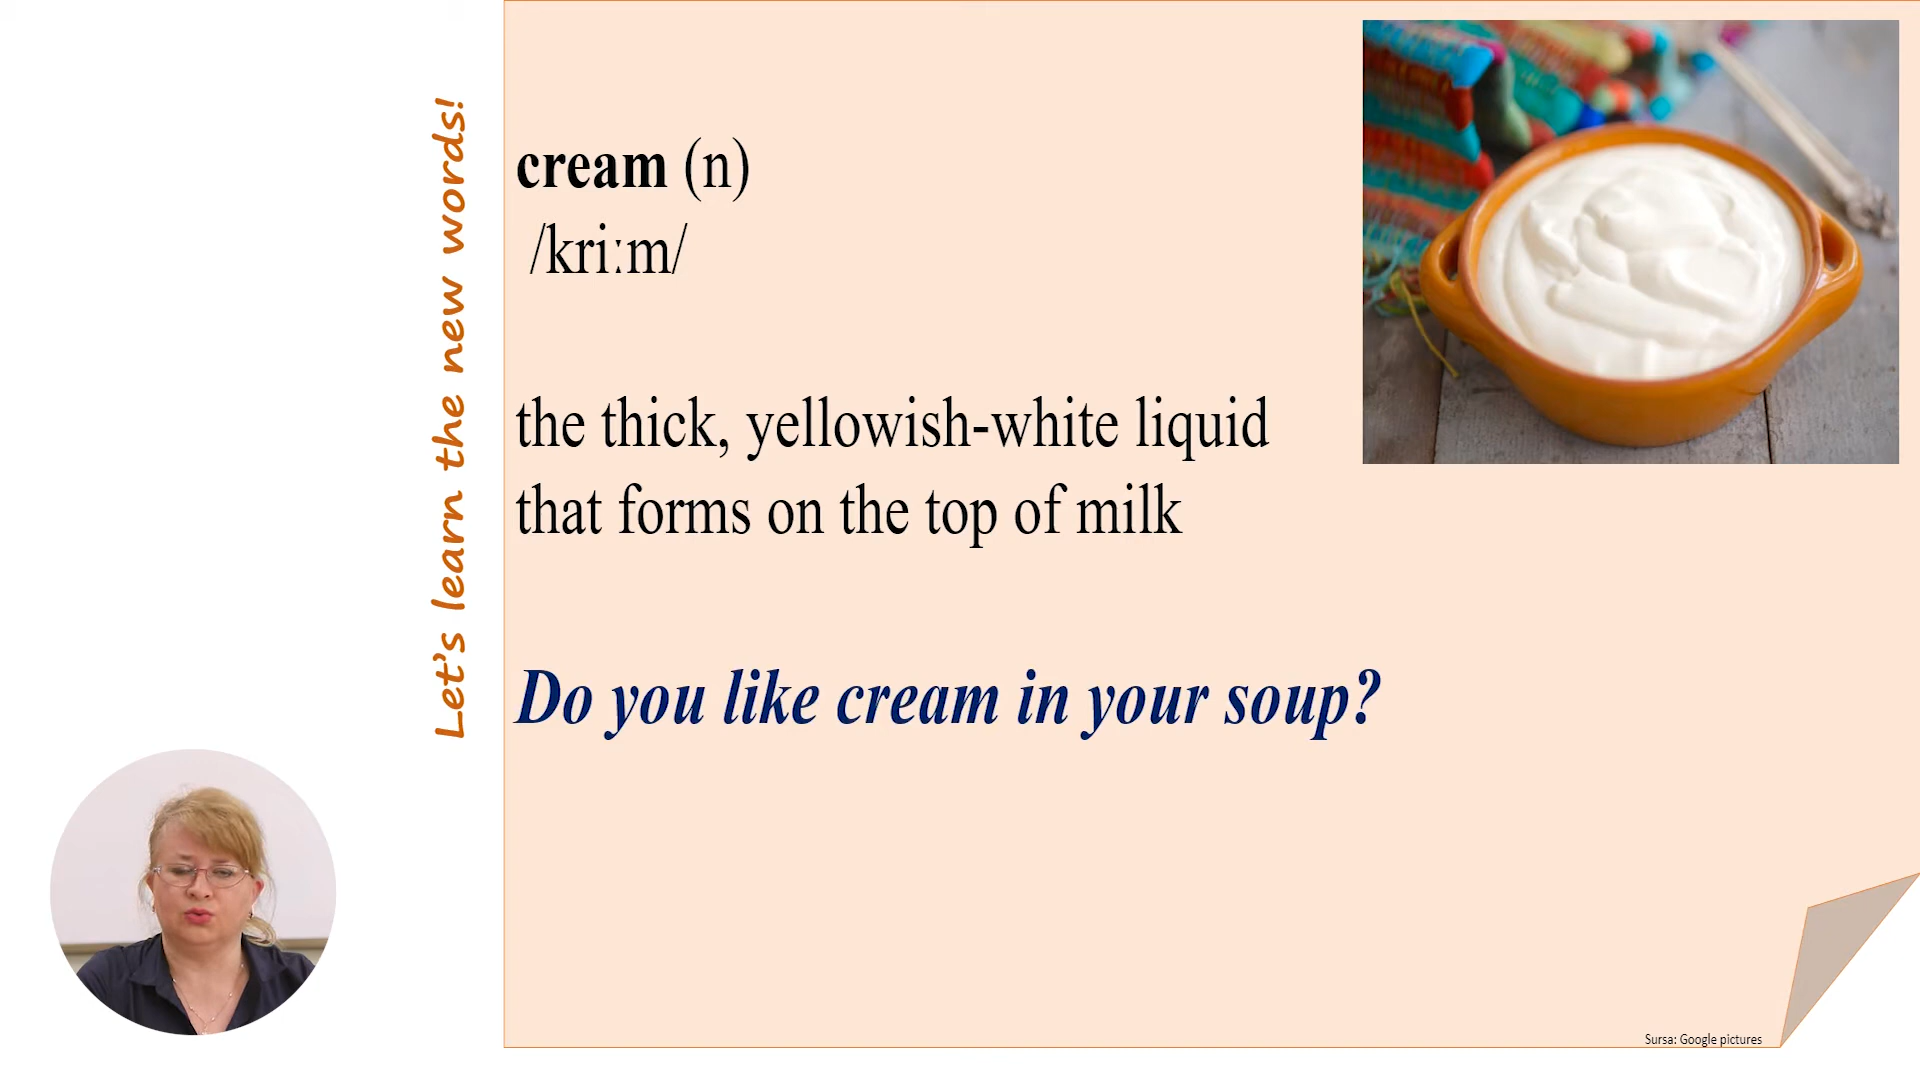 Let's learn the new words!
cream (n)
/kriːm/
the thick, yellowish-white liquid
that forms on the top of milk
Do you like cream in your soup?
Sursa: Google pictures